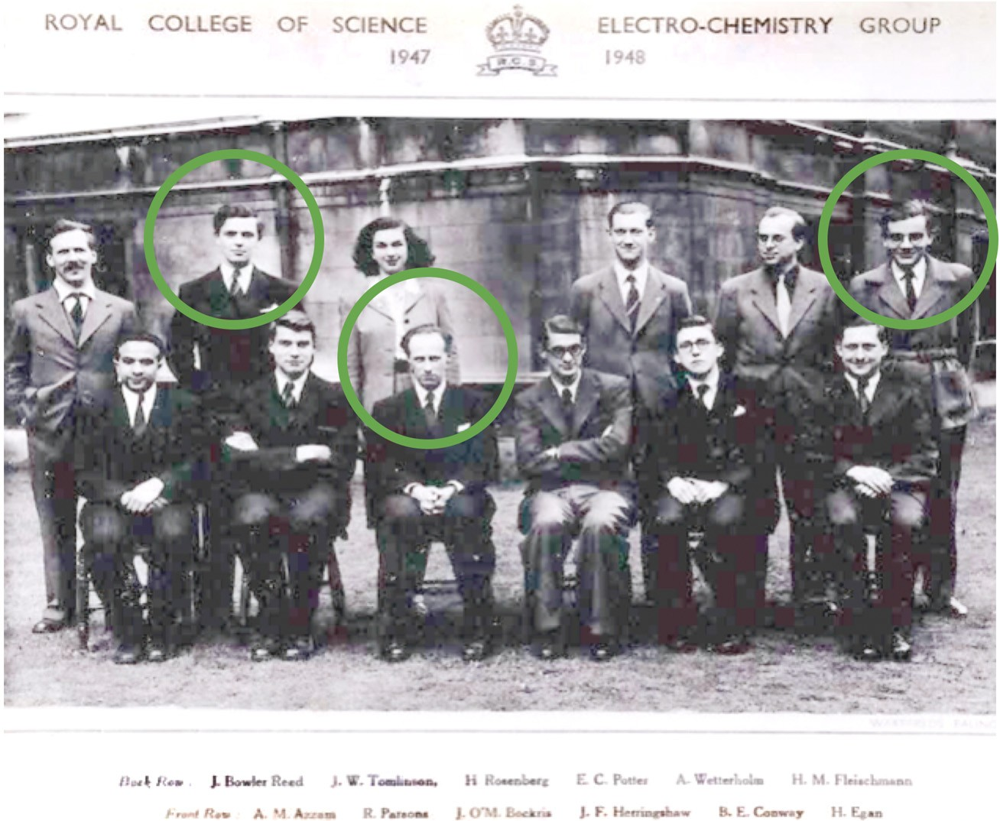 ROYAL COLLEGE OF SCIENCE ELECTRO-CHEMISTRY GROUP
1947 1948
R.C.S.
Back Row: J. Bowler Reed J. W. Tomlinson, H Rosenberg E. C. Potter A. Wetterholm H. M. Fleischmann
Front Row: A. M. Azzam R. Parsons J. O'M. Bockris J. F. Herringshaw B. E. Conway H. Egan